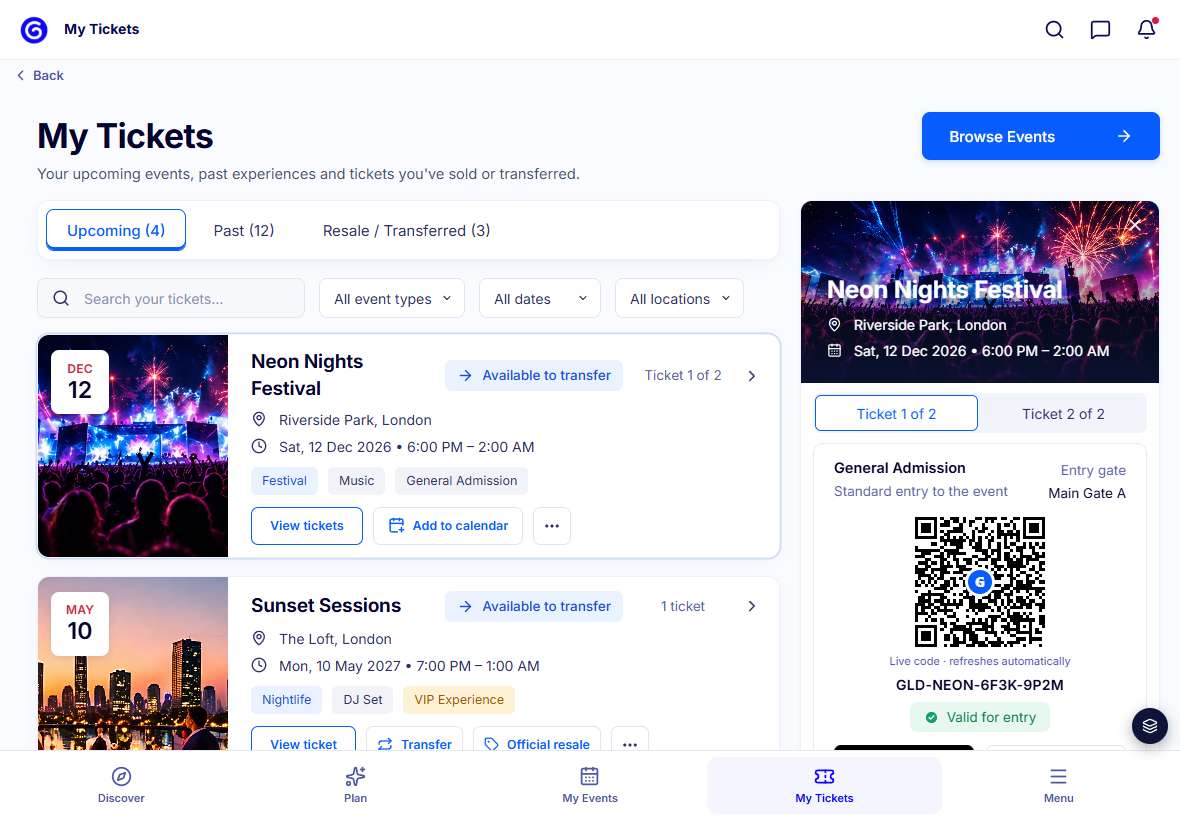 My Tickets
Back
My Tickets
Browse Events
Your upcoming events, past experiences and tickets you've sold or transferred.
Upcoming (4)
Past (12)
Resale / Transferred (3)
Search your tickets...
All event types
All dates
All locations
DEC
12
Neon Nights
Festival
Available to transfer
Ticket 1 of 2
Riverside Park, London
Sat, 12 Dec 2026 • 6:00 PM – 2:00 AM
Festival
Music
General Admission
View tickets
Add to calendar
MAY
10
Sunset Sessions
Available to transfer
1 ticket
The Loft, London
Mon, 10 May 2027 • 7:00 PM – 1:00 AM
Nightlife
DJ Set
VIP Experience
View ticket
Transfer
Official resale
Neon Nights Festival
Riverside Park, London
Sat, 12 Dec 2026 • 6:00 PM – 2:00 AM
Ticket 1 of 2
Ticket 2 of 2
General Admission
Entry gate
Standard entry to the event
Main Gate A
G
Live code · refreshes automatically
GLD-NEON-6F3K-9P2M
Valid for entry
Discover
Plan
My Events
My Tickets
Menu